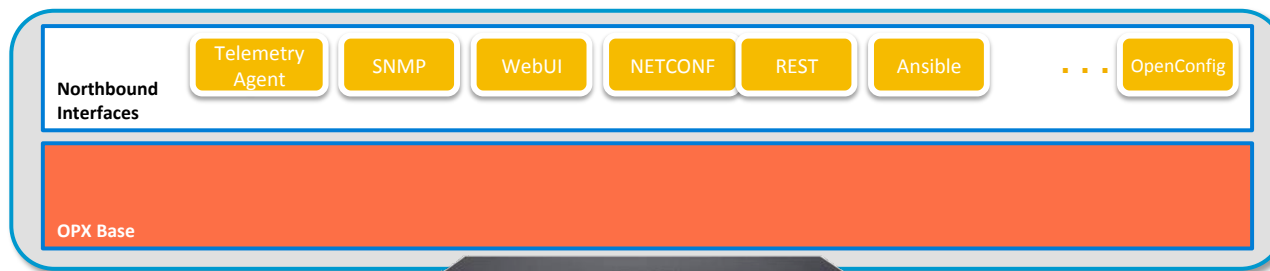 Telemetry
Agent
SNMP
WebUI
NETCONF
REST
Ansible
. . .
OpenConfig
Northbound
Interfaces
OPX Base